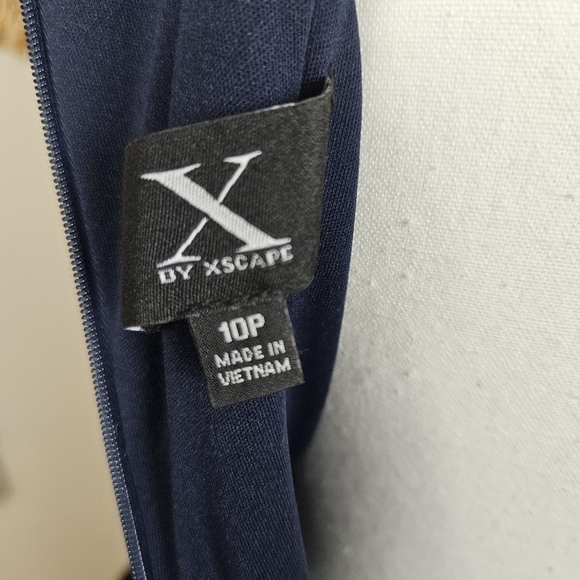 X
BY XSCAPE
10P
MADE IN
VIETNAM